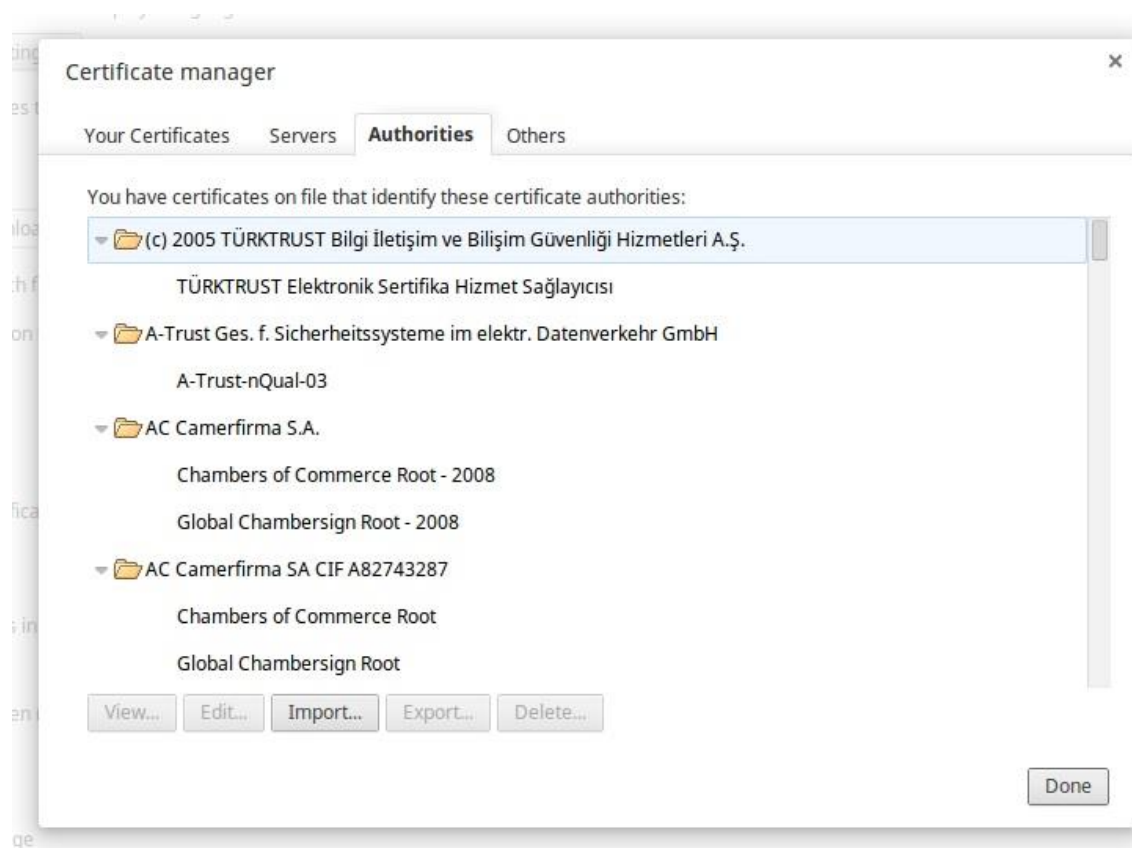 Certificate manager
×
Your Certificates Servers Authorities Others
You have certificates on file that identify these certificate authorities:
(c) 2005 TÜRKTRUST Bilgi İletişim ve Bilişim Güvenliği Hizmetleri A.Ş.
TÜRKTRUST Elektronik Sertifika Hizmet Sağlayıcısı
A-Trust Ges. f. Sicherheitssysteme im elektr. Datenverkehr GmbH
A-Trust-nQual-03
AC Camerfirma S.A.
Chambers of Commerce Root - 2008
Global Chambersign Root - 2008
AC Camerfirma SA CIF A82743287
Chambers of Commerce Root
Global Chambersign Root
View... Edit... Import... Export... Delete...
Done